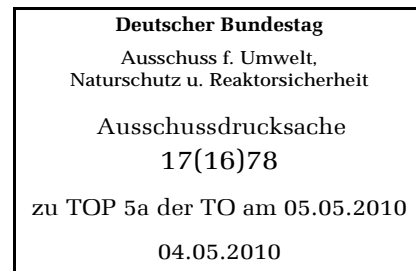 Deutscher Bundestag
Ausschuss f. Umwelt,
Naturschutz u. Reaktorsicherheit
Ausschussdrucksache
17(16)78
zu TOP 5a der TO am 05.05.2010
04.05.2010